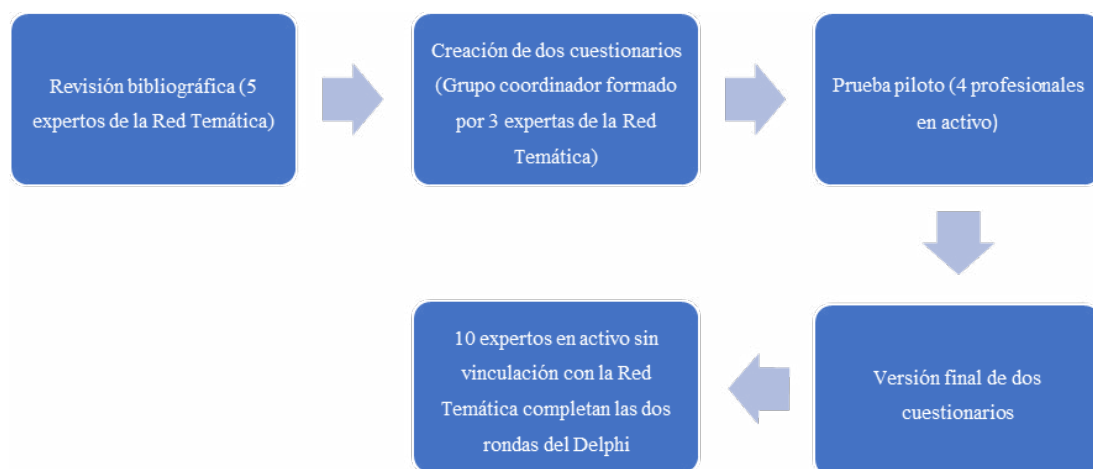 Revisión bibliográfica (5
expertos de la Red Temática)
Creación de dos cuestionarios
(Grupo coordinador formado
por 3 expertas de la Red
Temática)
Prueba piloto (4 profesionales
en activo)
Versión final de dos
cuestionarios
10 expertos en activo sin
vinculación con la Red
Temática completan las dos
rondas del Delphi